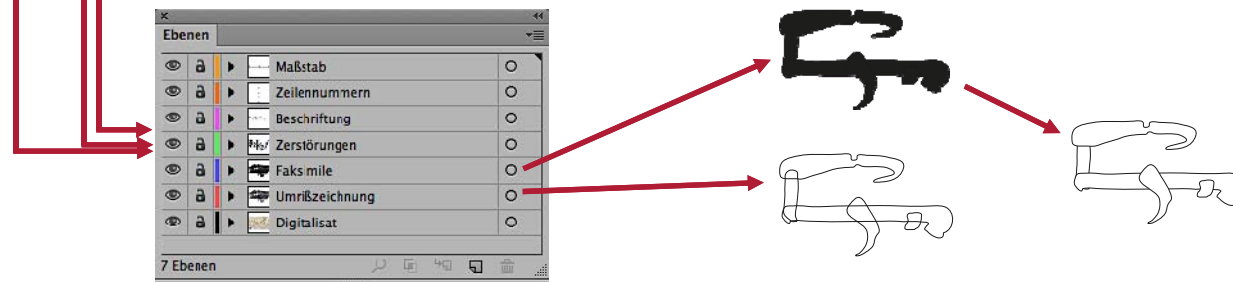 Ebenen
Maßstab
Zeilennummern
Beschriftung
Zerstörungen
Faksimile
Umrißzeichnung
Digitalisat
7 Ebenen